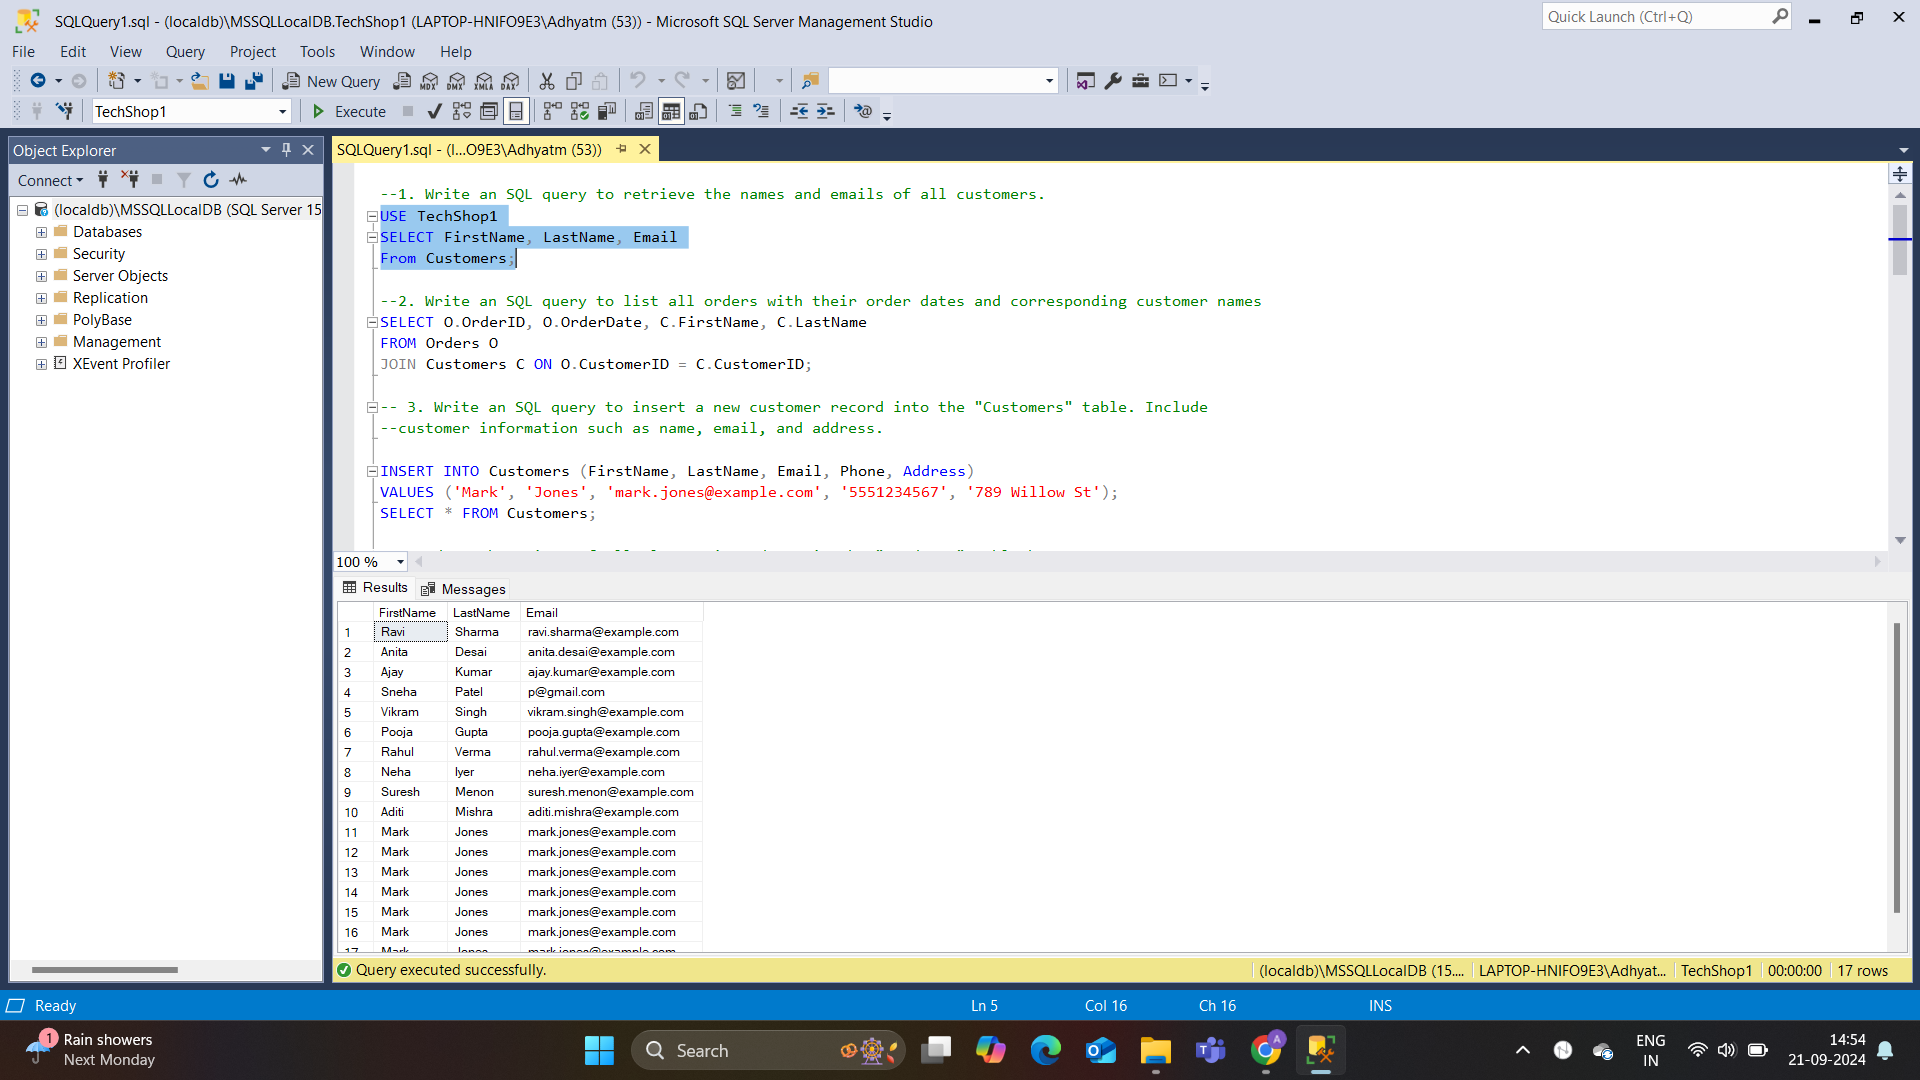 SQLQuery1.sql - (localdb)\MSSQLLocalDB.TechShop1 (LAPTOP-HNIFO9E3\Adhyatm (53)) - Microsoft SQL Server Management Studio
Quick Launch (Ctrl+Q)
File Edit View Query Project Tools Window Help
New Query MDX DMX XMLA DAX
TechShop1 Execute
Object Explorer
Connect
(localdb)\MSSQLLocalDB (SQL Server 15
Databases
Security
Server Objects
Replication
PolyBase
Management
XEvent Profiler
SQLQuery1.sql - (l...O9E3\Adhyatm (53))
--1. Write an SQL query to retrieve the names and emails of all customers.
USE TechShop1
SELECT FirstName, LastName, Email
From Customers;
--2. Write an SQL query to list all orders with their order dates and corresponding customer names
SELECT O.OrderID, O.OrderDate, C.FirstName, C.LastName
FROM Orders O
JOIN Customers C ON O.CustomerID = C.CustomerID;
-- 3. Write an SQL query to insert a new customer record into the "Customers" table. Include
--customer information such as name, email, and address.
INSERT INTO Customers (FirstName, LastName, Email, Phone, Address)
VALUES ('Mark', 'Jones', 'mark.jones@example.com', '5551234567', '789 Willow St');
SELECT * FROM Customers;
100 %
Results Messages
FirstName LastName Email
1 Ravi Sharma ravi.sharma@example.com
2 Anita Desai anita.desai@example.com
3 Ajay Kumar ajay.kumar@example.com
4 Sneha Patel p@gmail.com
5 Vikram Singh vikram.singh@example.com
6 Pooja Gupta pooja.gupta@example.com
7 Rahul Verma rahul.verma@example.com
8 Neha Iyer neha.iyer@example.com
9 Suresh Menon suresh.menon@example.com
10 Aditi Mishra aditi.mishra@example.com
11 Mark Jones mark.jones@example.com
12 Mark Jones mark.jones@example.com
13 Mark Jones mark.jones@example.com
14 Mark Jones mark.jones@example.com
15 Mark Jones mark.jones@example.com
16 Mark Jones mark.jones@example.com
17 Mark Jones mark.jones@example.com
Query executed successfully. (localdb)\MSSQLLocalDB (15.... LAPTOP-HNIFO9E3\Adhyat... TechShop1 00:00:00 17 rows
Ready Ln 5 Col 16 Ch 16 INS
1 Rain showers
Next Monday
Search
A
ENG
IN
14:54
21-09-2024